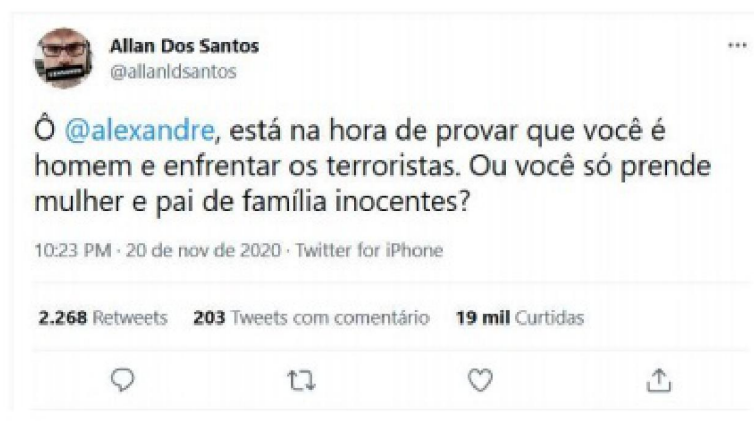 Allan Dos Santos
@allanldsantos
Ô @alexandre, está na hora de provar que você é
homem e enfrentar os terroristas. Ou você só prende
mulher e pai de família inocentes?
10:23 PM · 20 de nov de 2020 · Twitter for iPhone
2.268 Retweets 203 Tweets com comentário 19 mil Curtidas